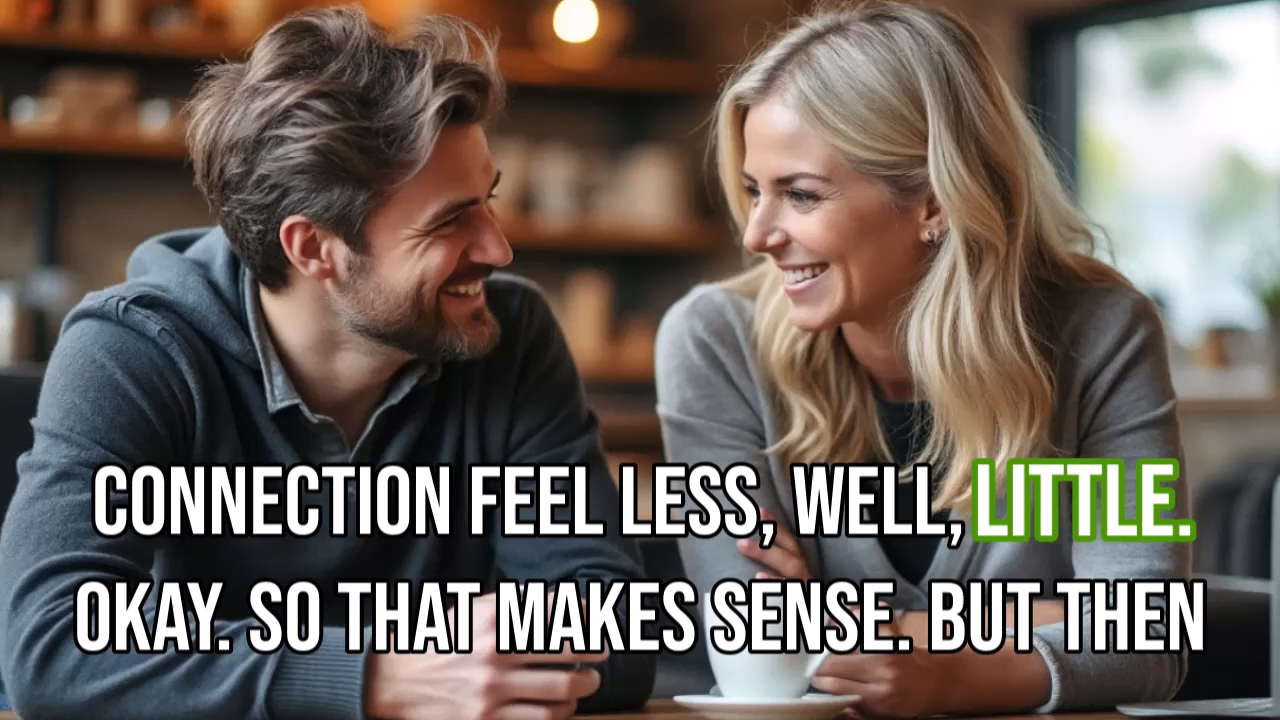 CONNECTION FEEL LESS, WELL, LITTLE.
OKAY. SO THAT MAKES SENSE. BUT THEN